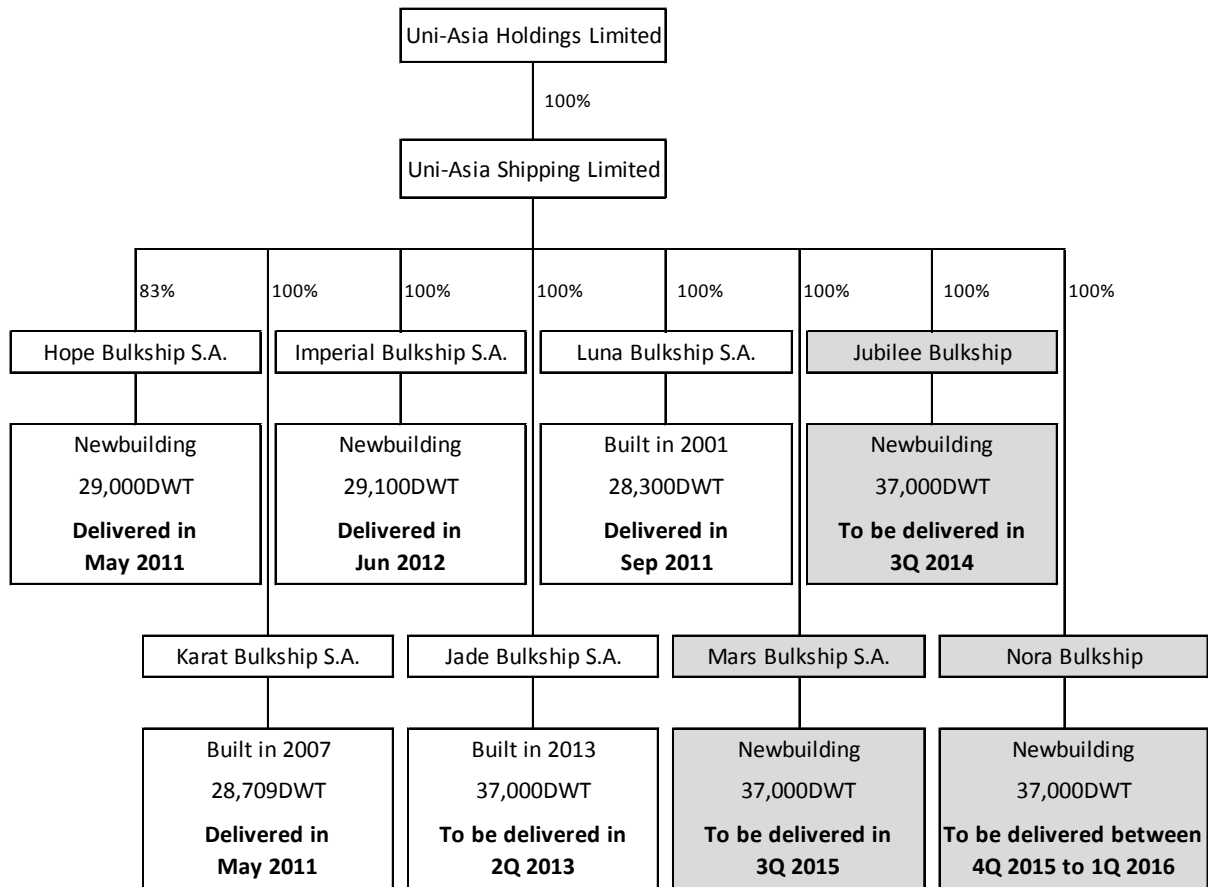 Uni-Asia Holdings Limited
100%
Uni-Asia Shipping Limited
83%
100%
100%
100%
100%
100%
100%
100%
Hope Bulkship S.A.
Imperial Bulkship S.A.
Luna Bulkship S.A.
Jubilee Bulkship
Newbuilding
29,000DWT
Delivered in
May 2011
Newbuilding
29,100DWT
Delivered in
Jun 2012
Built in 2001
28,300DWT
Delivered in
Sep 2011
Newbuilding
37,000DWT
To be delivered in
3Q 2014
Karat Bulkship S.A.
Jade Bulkship S.A.
Mars Bulkship S.A.
Nora Bulkship
Built in 2007
28,709DWT
Delivered in
May 2011
Built in 2013
37,000DWT
To be delivered in
2Q 2013
Newbuilding
37,000DWT
To be delivered in
3Q 2015
Newbuilding
37,000DWT
To be delivered between
4Q 2015 to 1Q 2016